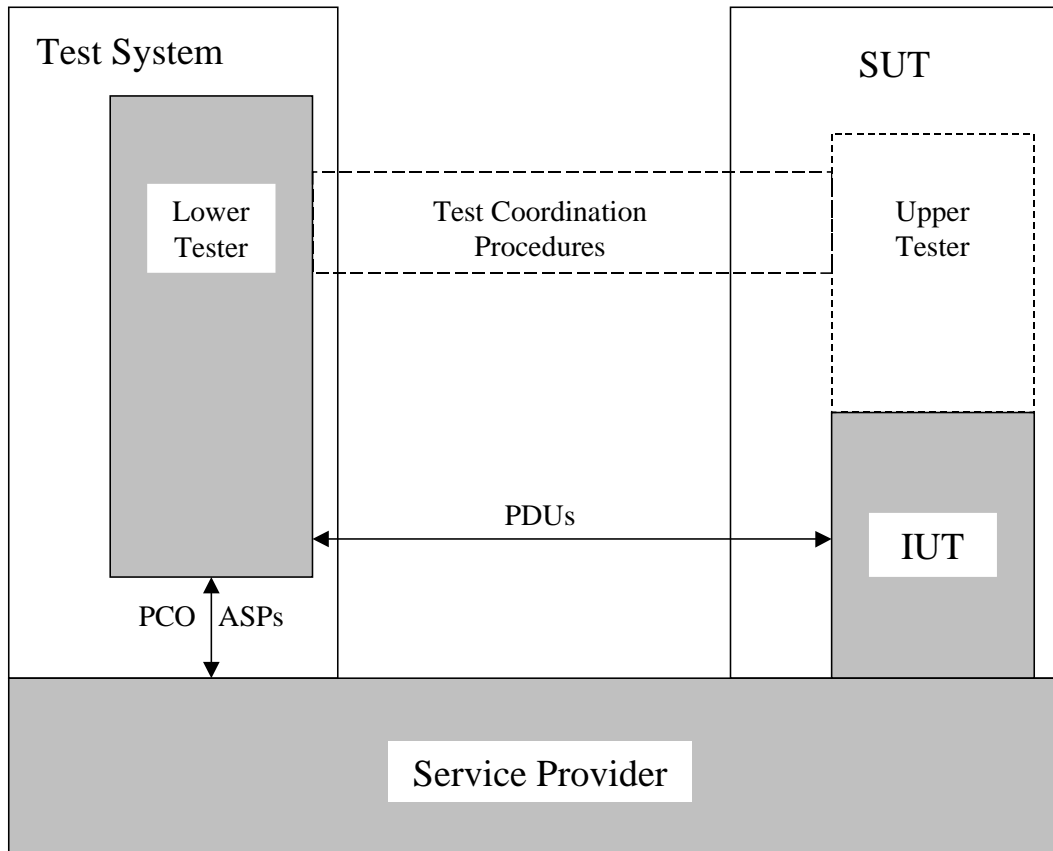 Test System
SUT
Lower
Tester
Test Coordination
Procedures
Upper
Tester
PDUs
IUT
PCO
ASPs
Service Provider